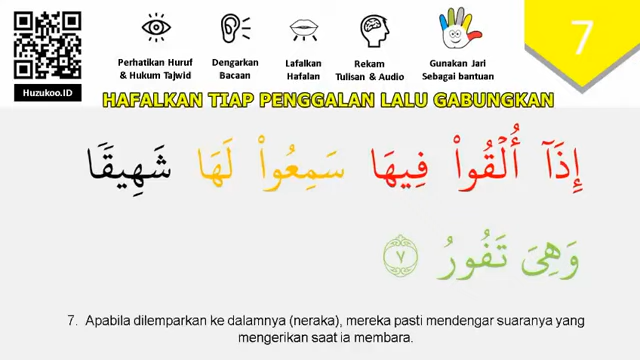 7
Perhatikan Huruf
& Hukum Tajwid
Dengarkan
Bacaan
Lafalkan
Hafalan
Rekam
Tulisan & Audio
Gunakan Jari
Sebagai bantuan
Huzukoo.ID
HAFALKAN TIAP PENGGALAN LALU GABUNGKAN
إِذَآ أُلْقُوا۟ فِيهَا سَمِعُوا۟ لَهَا شَهِيقًا
وَهِىَ تَفُورُ ٧
7. Apabila dilemparkan ke dalamnya (neraka), mereka pasti mendengar suaranya yang
mengerikan saat ia membara.